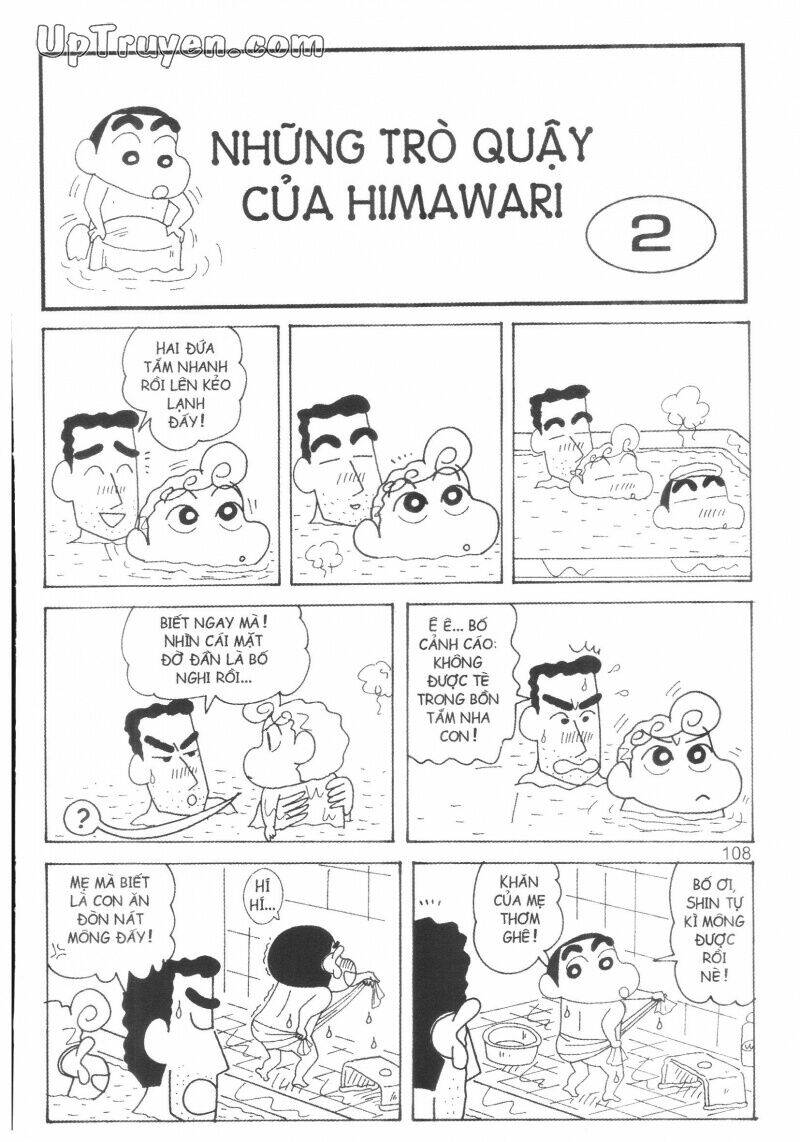 UpTruyen.com
NHỮNG TRÒ QUẬY
CỦA HIMAWARI
2
HAI ĐỨA
TẮM NHANH
RỒI LÊN KẺO
LẠNH
ĐẤY!
BIẾT NGAY MÀ!
NHÌN CÁI MẶT
ĐỜ ĐẪN LÀ BỐ
NGHI RỒI...
?
Ê Ê... BỐ
CẢNH CÁO:
KHÔNG
ĐƯỢC TÈ
TRONG BỒN
TẮM NHA
CON!
108
MẸ MÀ BIẾT
LÀ CON ĂN
ĐÒN NÁT
MÔNG ĐẤY!
HÍ
HÍ...
KHĂN
CỦA MẸ
THƠM
GHÊ!
BỐ ƠI,
SHIN TỰ
KÌ MÔNG
ĐƯỢC
RỒI
NÈ!